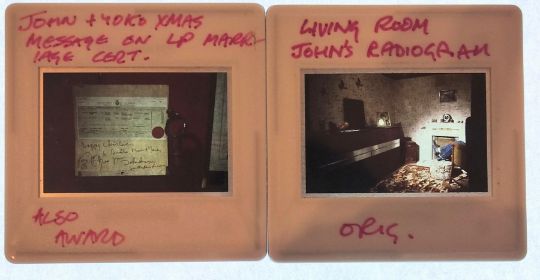 JOHN + YOKO XMAS
MESSAGE ON LP MARR-
IAGE CERT.
ALSO
AWARD
LIVING ROOM
JOHN'S RADIOGRAM
ORIG.